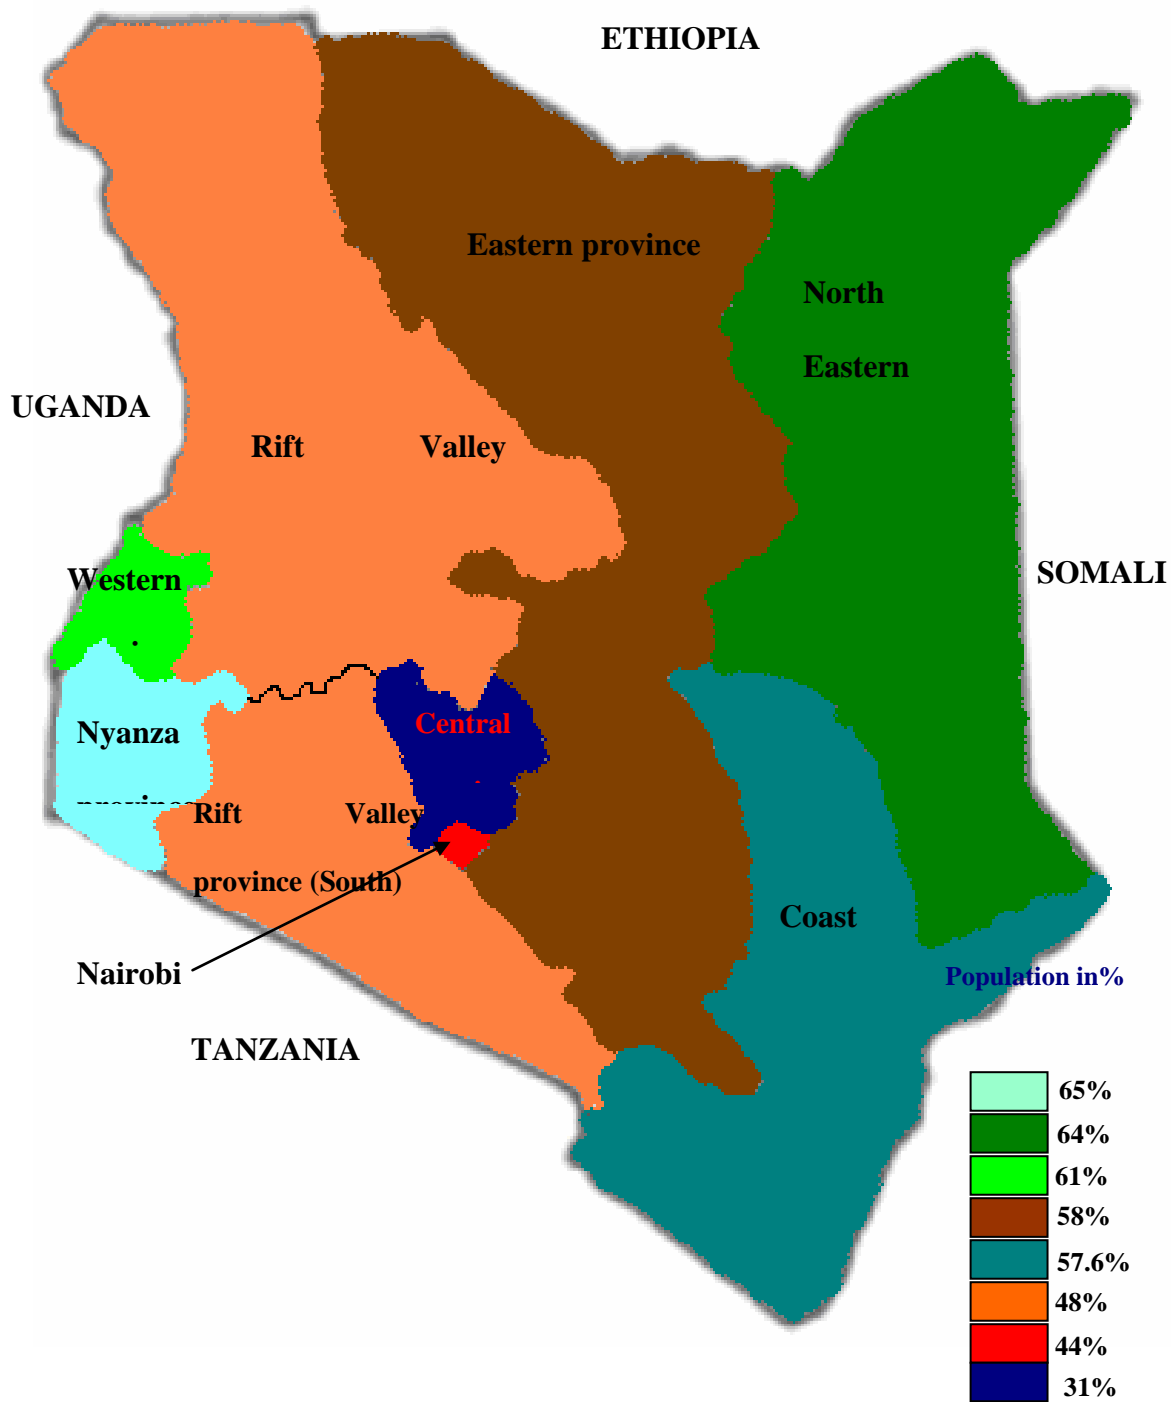 ETHIOPIA
Eastern province
North
Eastern
UGANDA
Rift Valley
Western
SOMALI
Central
Nyanza
province
Rift Valley
province (South)
Coast
Nairobi
Population in%
TANZANIA
65%
64%
61%
58%
57.6%
48%
44%
31%